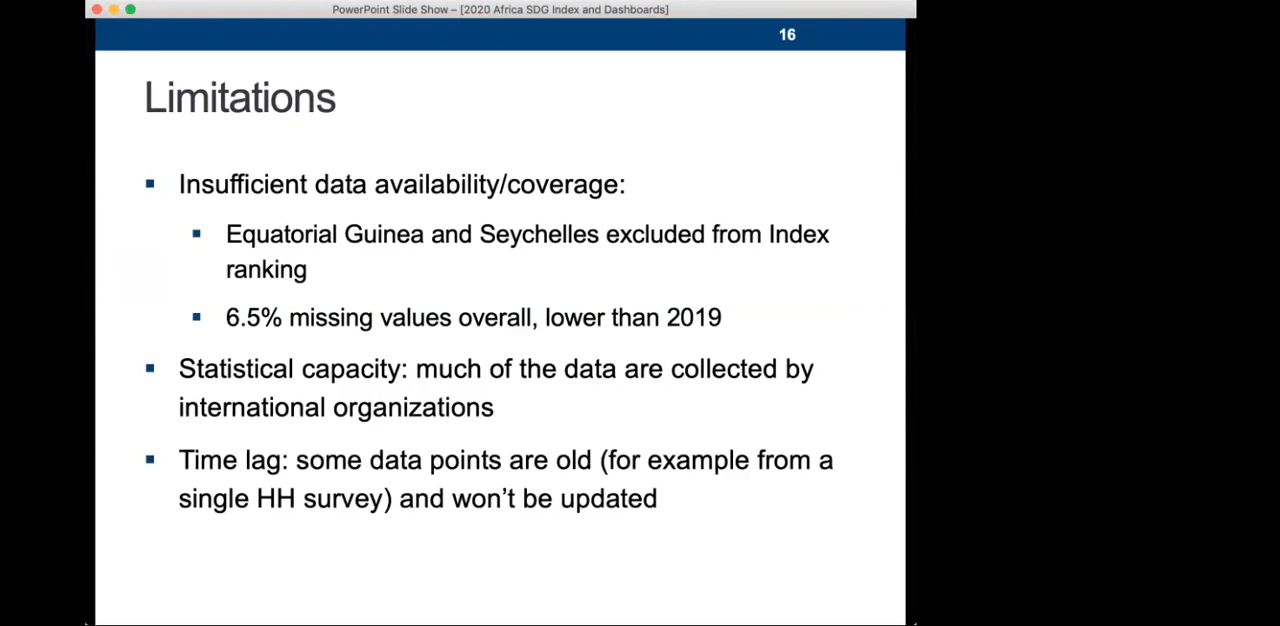 PowerPoint Slide Show – [2020 Africa SDG Index and Dashboards]
16
Limitations
▪ Insufficient data availability/coverage:
▪ Equatorial Guinea and Seychelles excluded from Index
ranking
▪ 6.5% missing values overall, lower than 2019
▪ Statistical capacity: much of the data are collected by
international organizations
▪ Time lag: some data points are old (for example from a
single HH survey) and won’t be updated